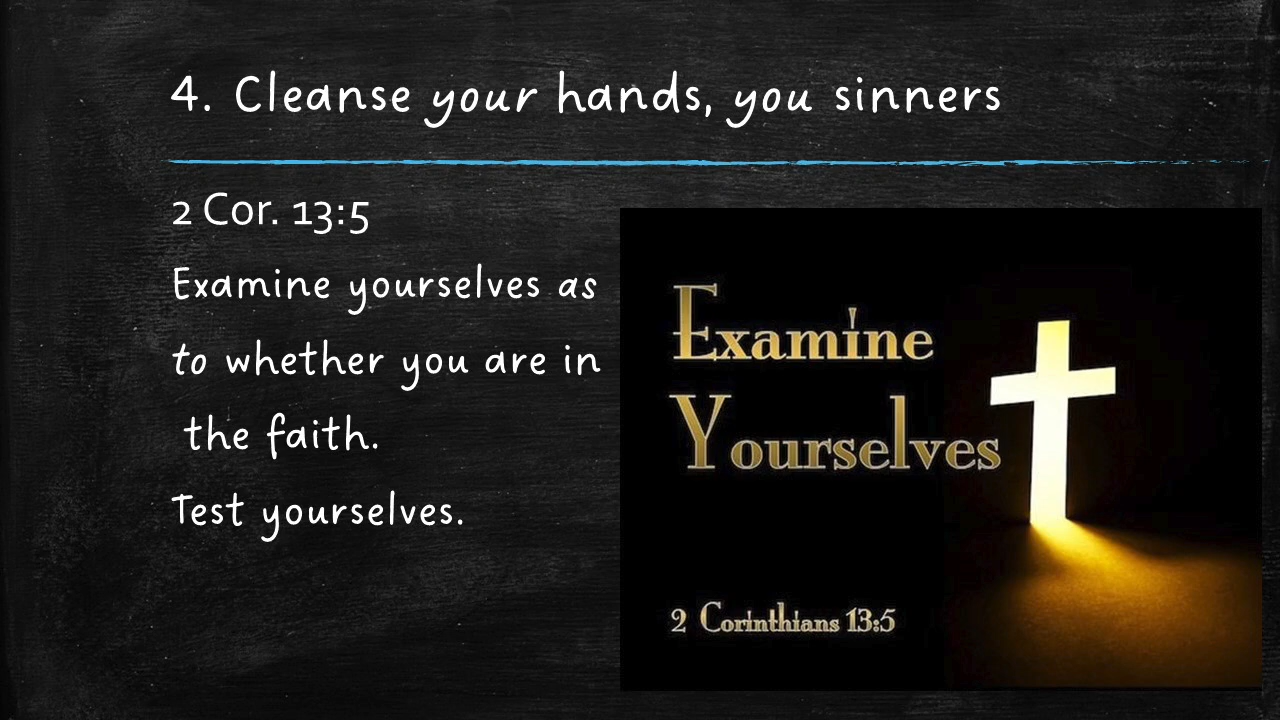 4. Cleanse your hands, you sinners
2 Cor. 13:5
Examine yourselves as
to whether you are in
the faith.
Test yourselves.
Examine
Yourselves
2 Corinthians 13:5